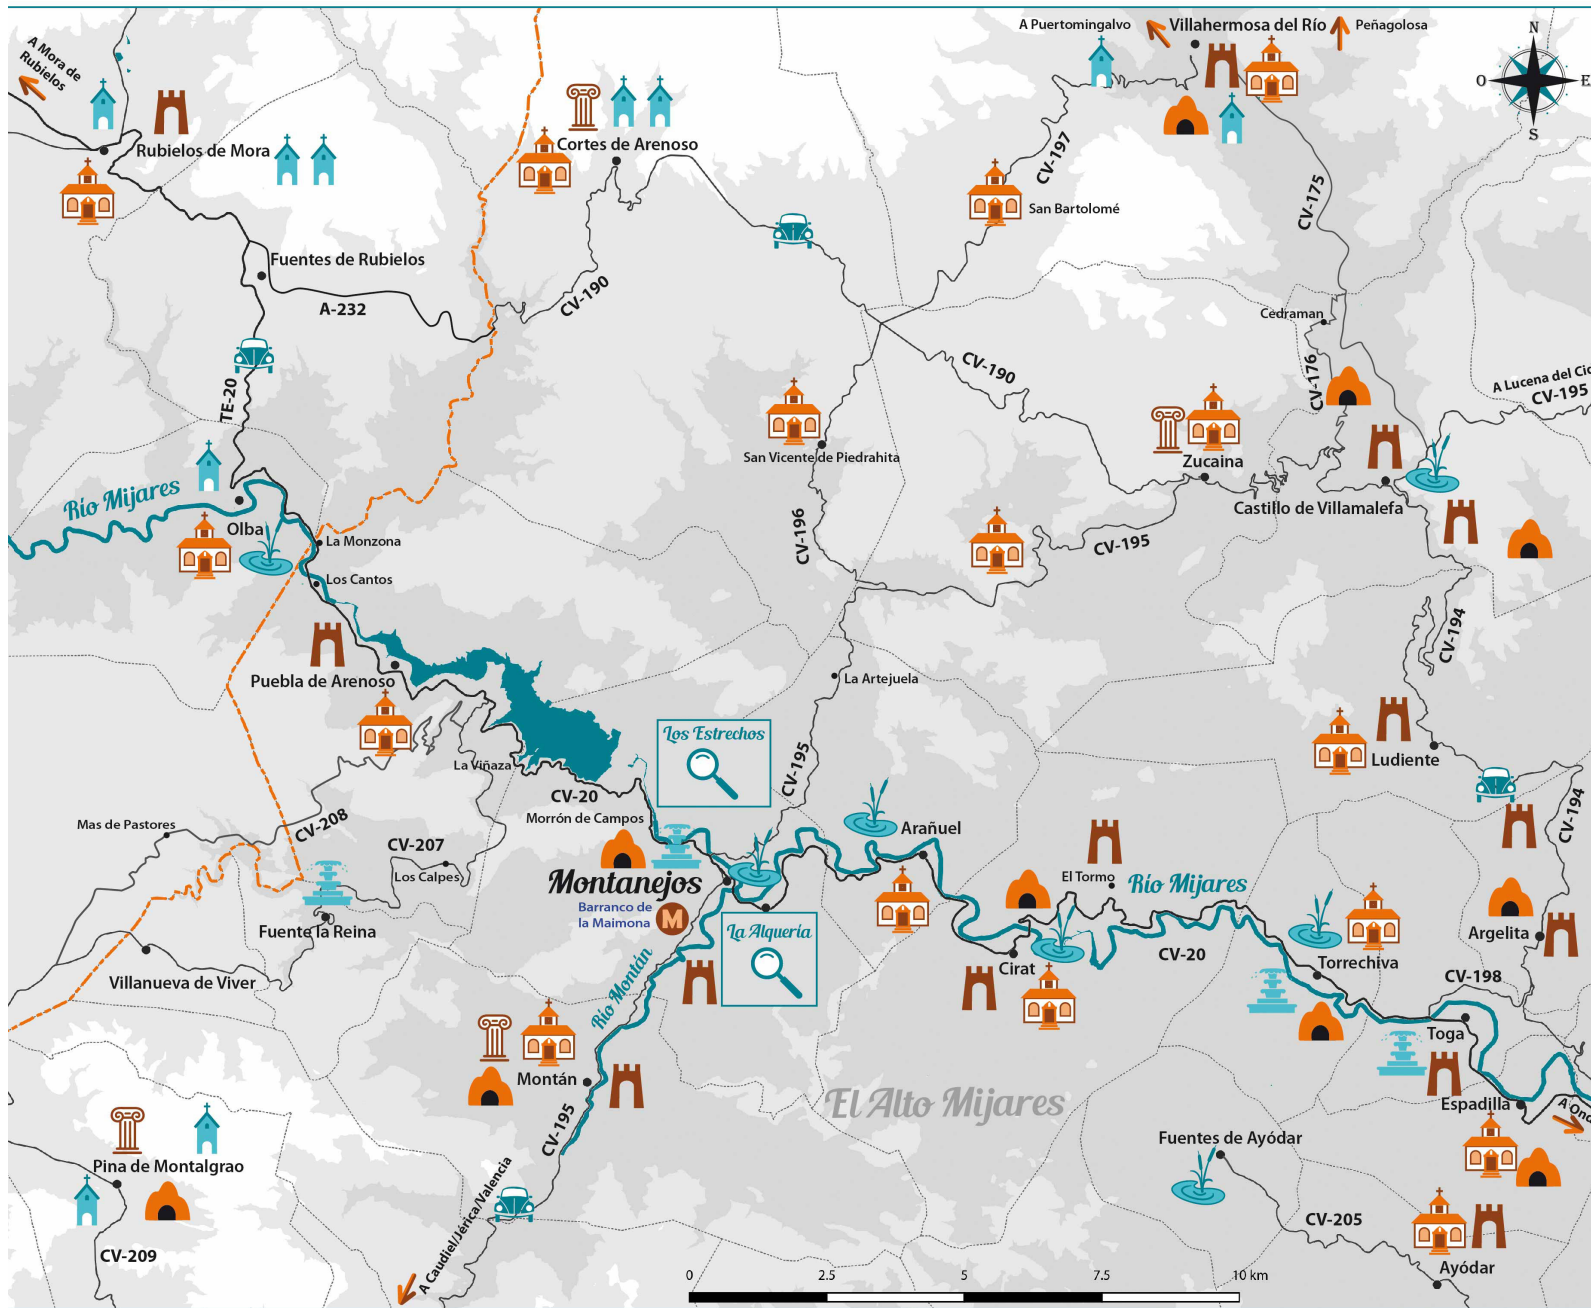 A Puertomingalvo
Villahermosa del Río
Peñagolosa
N
O
E
S
A Mora de
Rubielos
Rubielos de Mora
Cortes de Arenoso
CV-197
CV-175
San Bartolomé
Fuentes de Rubielos
A-232
CV-190
Cedraman
CV-190
CV-176
A Lucena del Cid
CV-195
TE-20
San Vicente de Piedrahita
Zucaina
Castillo de Villamalefa
Río Mijares
Olba
La Monzona
CV-196
CV-195
Los Cantos
CV-194
Puebla de Arenoso
La Artejuela
Los Estrechos
Ludiente
La Viñaza
CV-195
CV-20
CV-194
Morrón de Campos
Mas de Pastores
CV-208
CV-207
Arañuel
Los Calpes
Montanejos
El Tormo
Río Mijares
Barranco de
la Maimona
M
Fuente la Reina
La Alquería
Argelita
CV-20
Cirat
Torrechiva
Villanueva de Viver
Río Montán
CV-198
Toga
Montán
El Alto Mijares
Espadilla
CV-195
Fuentes de Ayódar
Pina de Montalgrao
A Caudiel/Jérica/Valencia
CV-205
CV-209
Ayódar
0
2.5
5
7.5
10 km